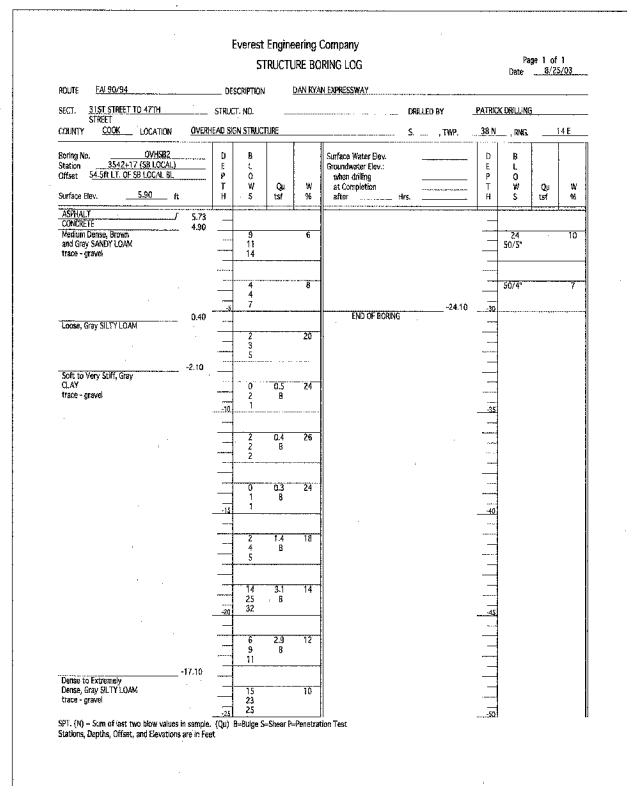 Everest Engineering Company
STRUCTURE BORING LOG
Page 1 of 1
Date 8/25/03
ROUTE FAI 90/94 DESCRIPTION DAN RYAN EXPRESSWAY
SECT. 31ST STREET TO 47TH STREET STRUCT. NO. DRILLED BY PATRICK DRILLING
COUNTY COOK LOCATION OVERHEAD SIGN STRUCTURE S. , TWP. 38 N , RNG. 14 E
Boring No. OVHSB2
Station 3542+17 (SB LOCAL)
Offset 54.5ft LT. OF SB LOCAL BL
Surface Elev. 5.90 ft
DEPTH BLOWS Qu tsf W %
Surface Water Elev.
Groundwater Elev.:
when drilling
at Completion
after Hrs.
DEPTH BLOWS Qu tsf W %
ASPHALT 5.73
CONCRETE 4.90
Medium Dense, Brown
and Gray SANDY LOAM
trace - gravel
9 6
11
14
4 8
4
7
-5
0.40
Loose, Gray SILTY LOAM
2 20
3
5
-2.10
Soft to Very Stiff, Gray
CLAY
trace - gravel
0 0.5 24
2 B
1
-10
2 0.4 26
2 B
2
0 0.3 24
1 B
1
-15
2 1.4 18
4 B
5
14 3.1 14
25 B
32
-20
6 2.9 12
9 B
11
-17.10
Dense to Extremely
Dense, Gray SILTY LOAM
trace - gravel
15 10
23
25
-25
24 10
50/5"
50/4" 7
-24.10 -30
END OF BORING
-35
-40
-45
-50
SPT. (N) = Sum of last two blow values in sample. (Qu) B=Bulge S=Shear P=Penetration Test
Stations, Depths, Offset, and Elevations are in Feet